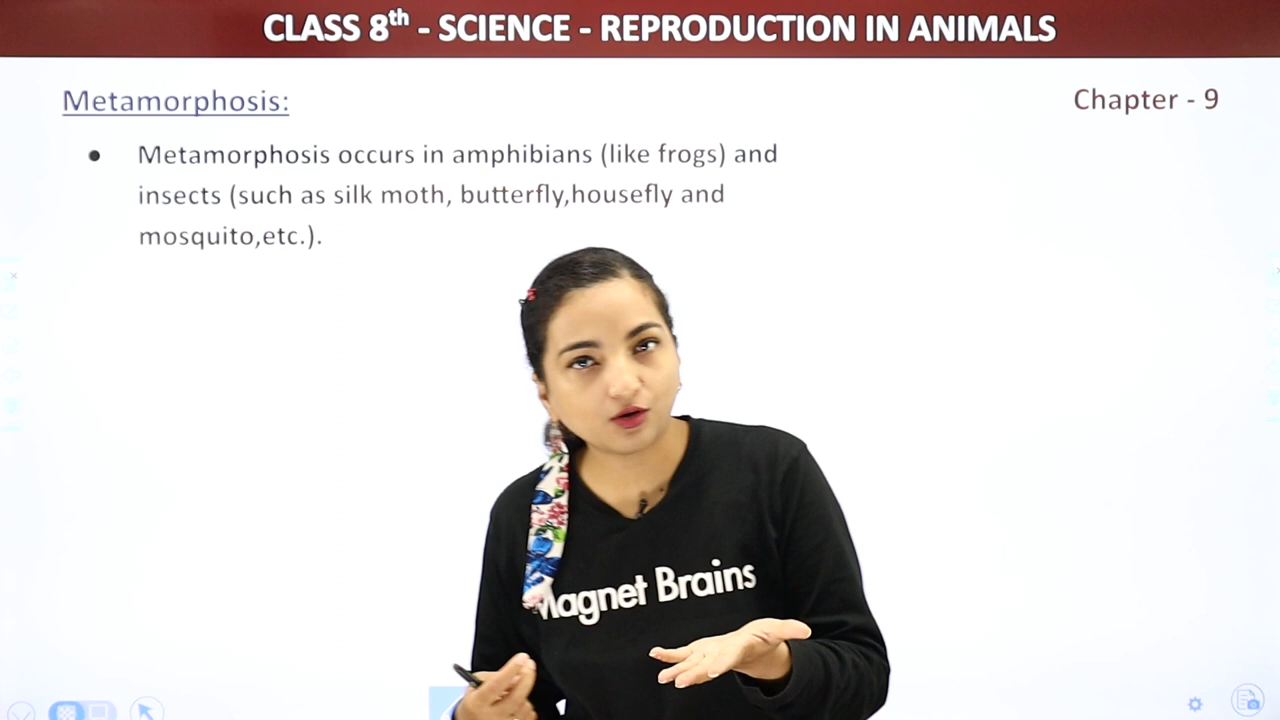 CLASS 8th - SCIENCE - REPRODUCTION IN ANIMALS
Metamorphosis:
Chapter - 9
● Metamorphosis occurs in amphibians (like frogs) and
insects (such as silk moth, butterfly,housefly and
mosquito,etc.).
Magnet Brains